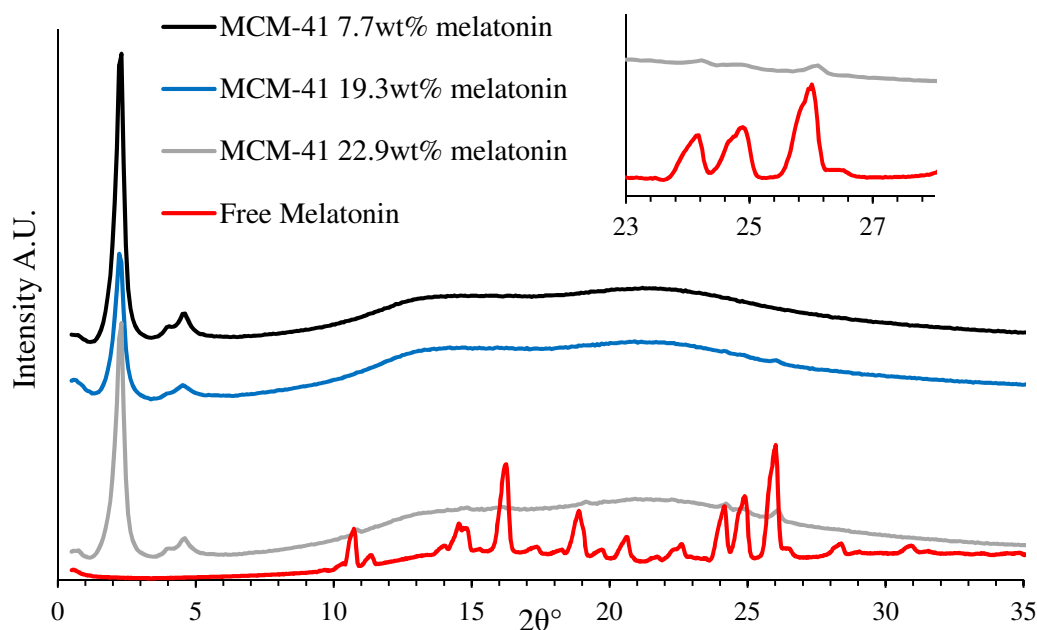 MCM-41 7.7wt% melatonin
MCM-41 19.3wt% melatonin
MCM-41 22.9wt% melatonin
Free Melatonin
23 25 27
Intensity A.U.
0 5 10 15 20 25 30 35
2θ°